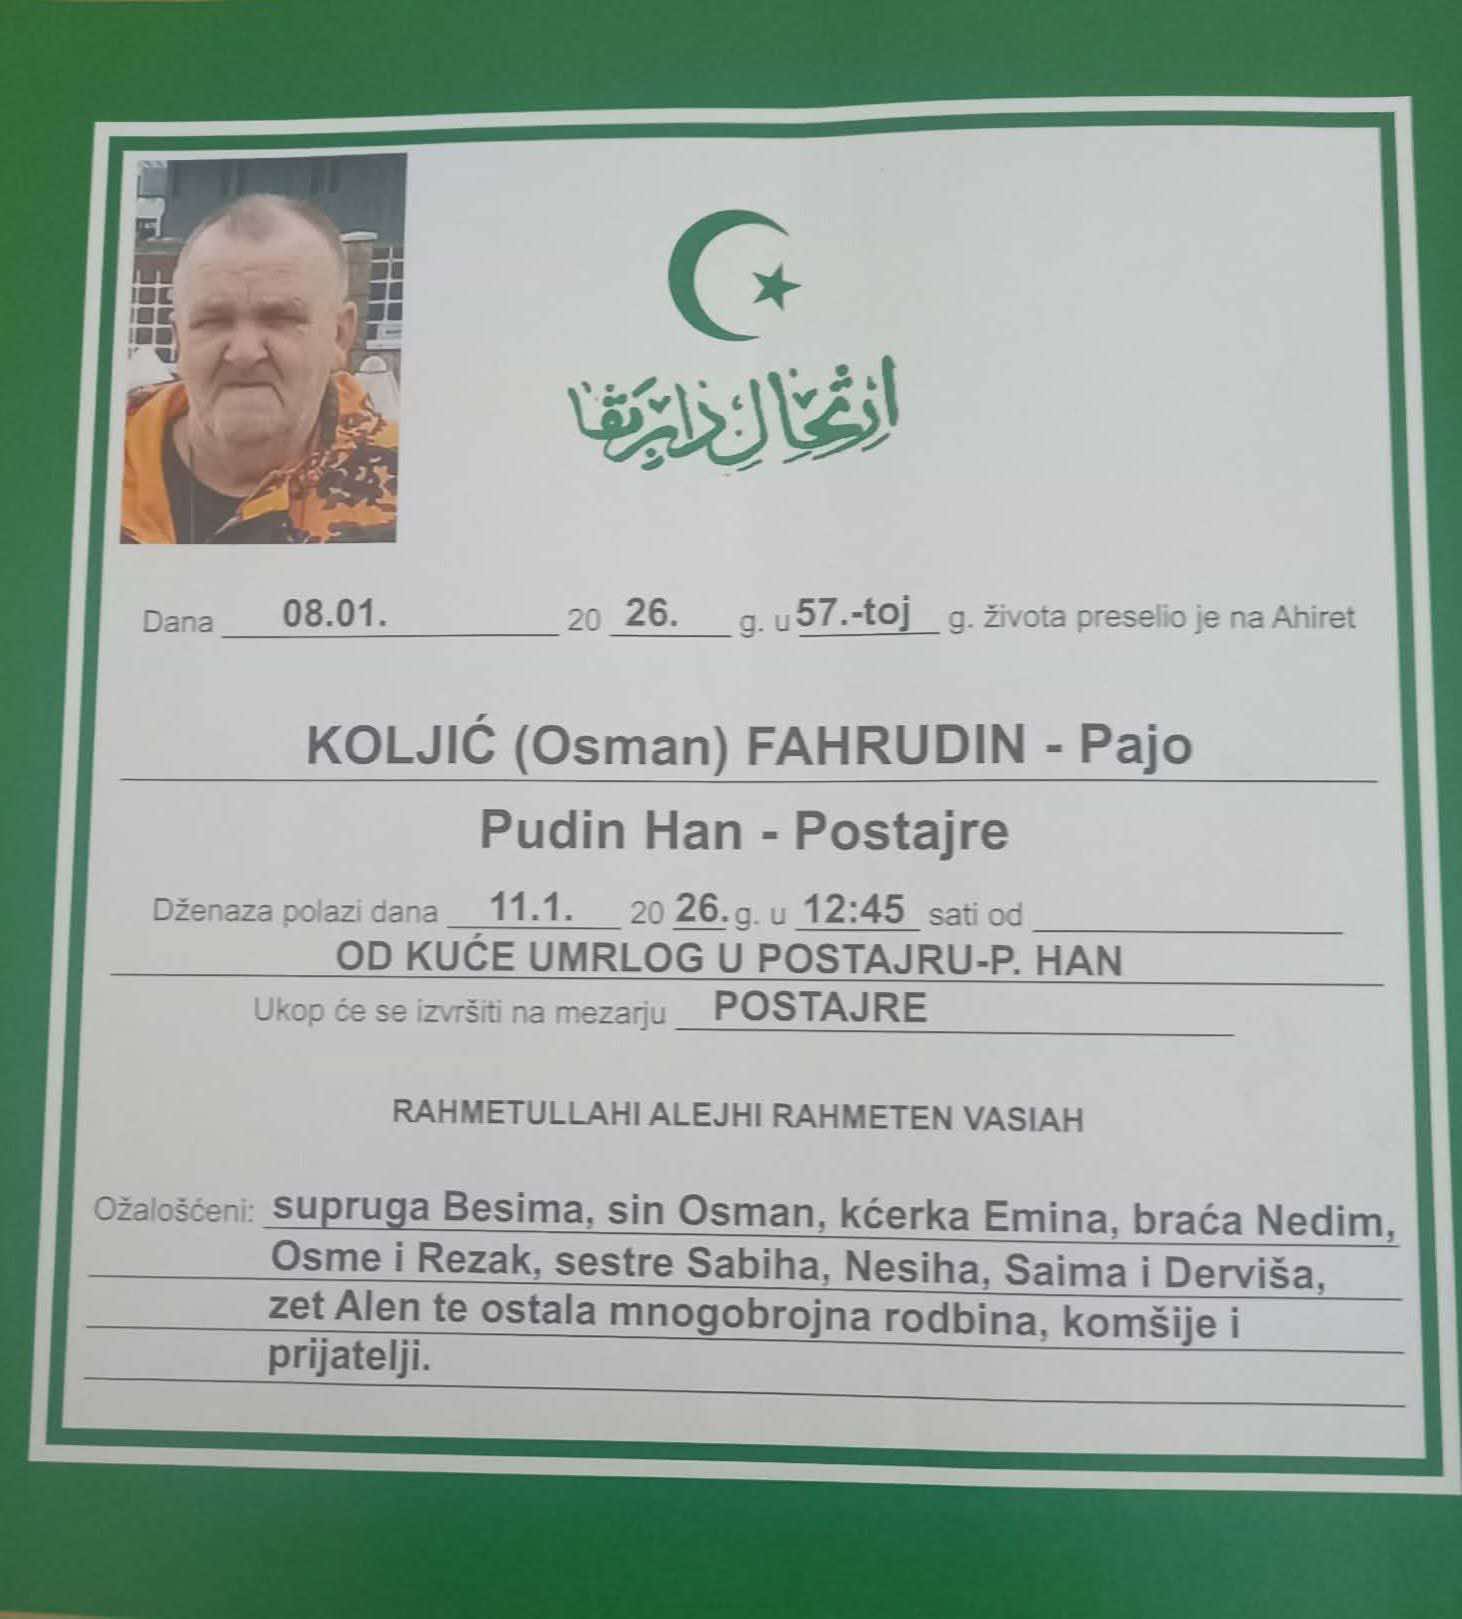 ارتحال دار بقا
Dana 08.01. 20 26. g. u 57.-toj g. života preselio je na Ahiret
KOLJIĆ (Osman) FAHRUDIN - Pajo
Pudin Han - Postajre
Dženaza polazi dana 11.1. 20 26. g. u 12:45 sati od
OD KUĆE UMRLOG U POSTAJRU-P. HAN
Ukop će se izvršiti na mezarju POSTAJRE
RAHMETULLAHI ALEJHI RAHMETEN VASIAH
Ožalošćeni: supruga Besima, sin Osman, kćerka Emina, braća Nedim,
Osme i Rezak, sestre Sabiha, Nesiha, Saima i Derviša,
zet Alen te ostala mnogobrojna rodbina, komšije i
prijatelji.